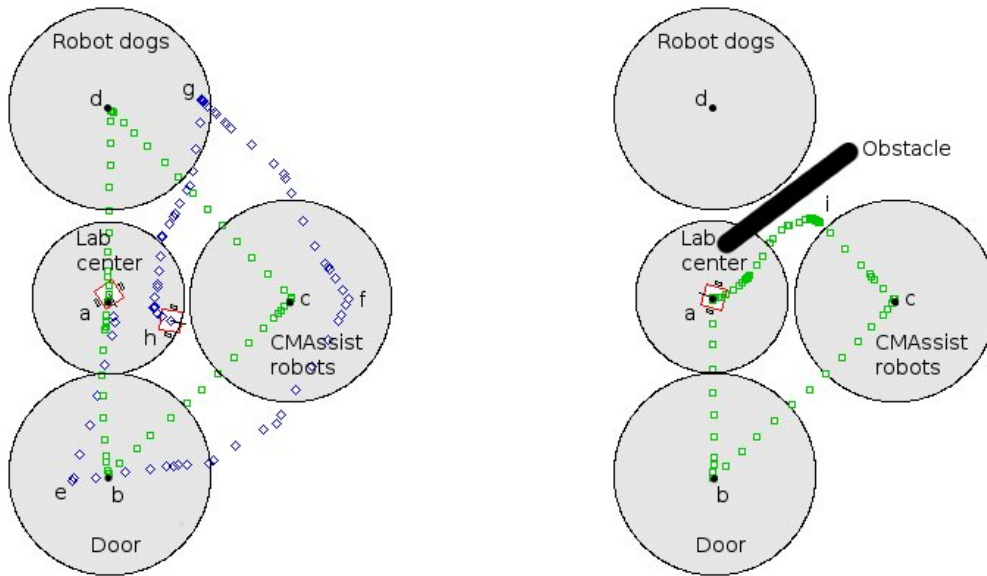 Robot dogs
d
g
Lab
center
a
h
c
f
CMAssist
robots
e
b
Door
Robot dogs
d
Obstacle
i
Lab
center
a
c
CMAssist
robots
b
Door